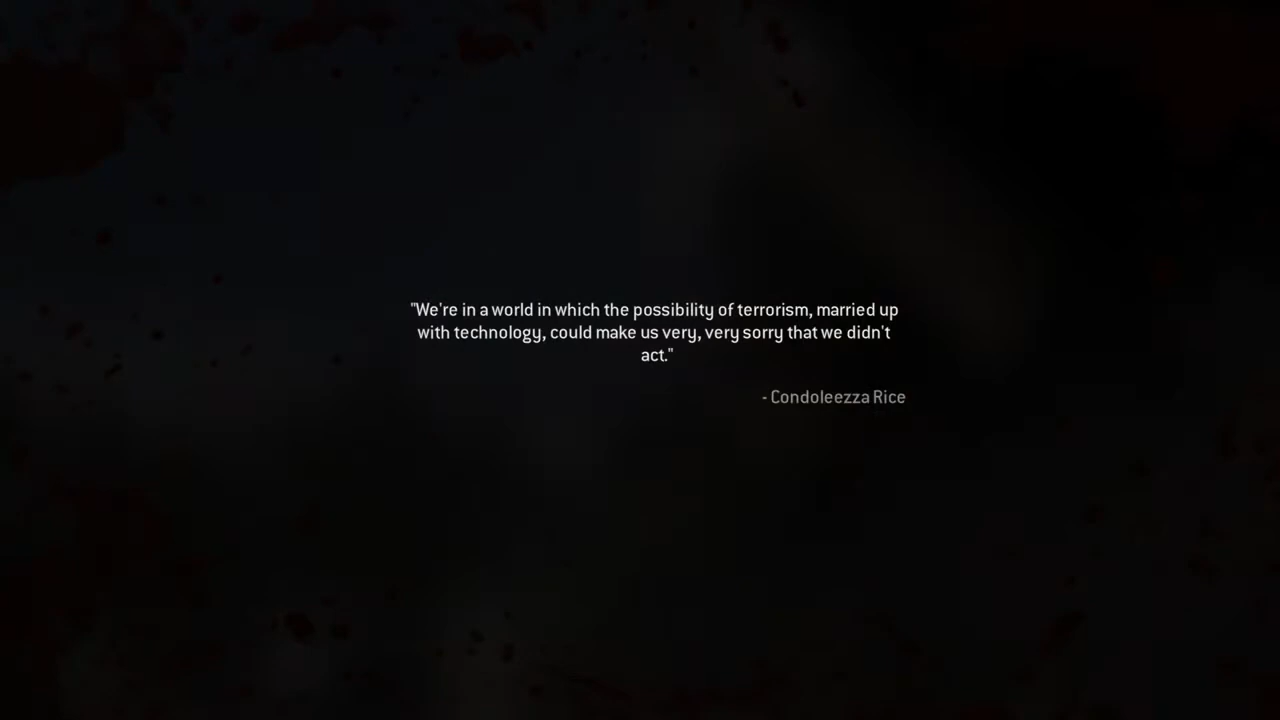 "We're in a world in which the possibility of terrorism, married up
with technology, could make us very, very sorry that we didn't
act."
- Condoleezza Rice